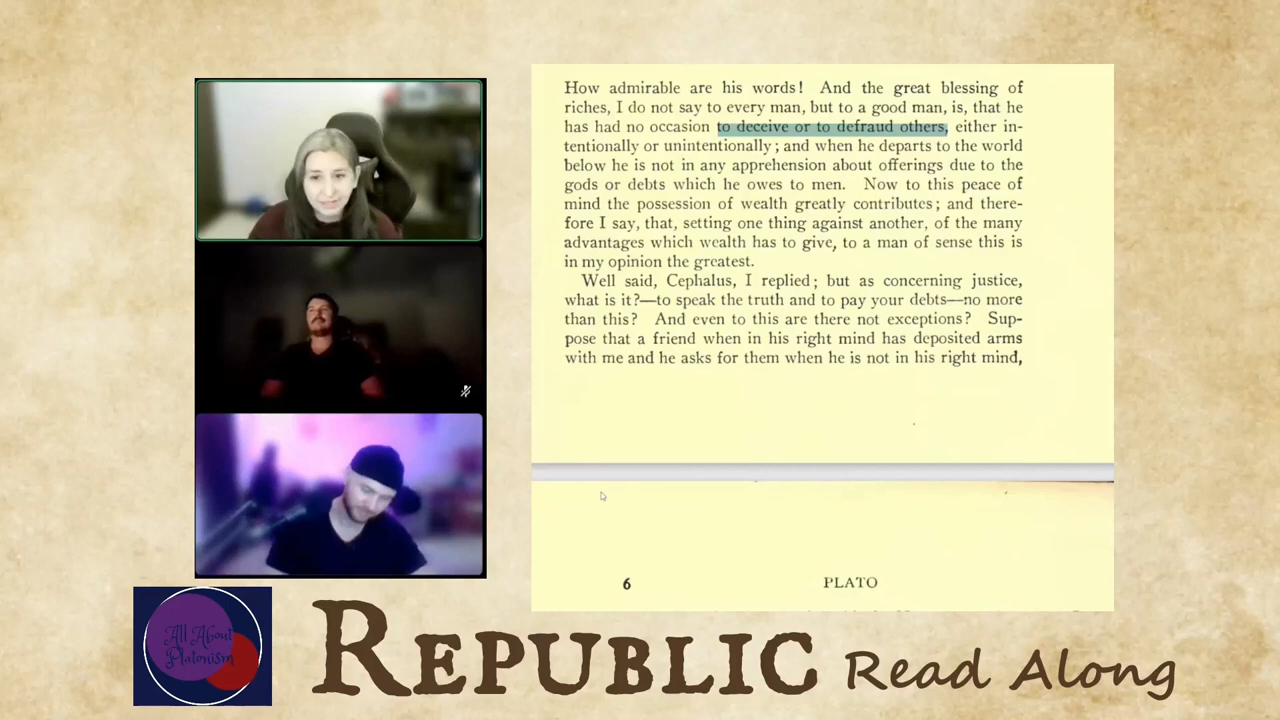 How admirable are his words! And the great blessing of
riches, I do not say to every man, but to a good man, is, that he
has had no occasion to deceive or to defraud others, either in-
tentionally or unintentionally; and when he departs to the world
below he is not in any apprehension about offerings due to the
gods or debts which he owes to men. Now to this peace of
mind the possession of wealth greatly contributes; and there-
fore I say, that, setting one thing against another, of the many
advantages which wealth has to give, to a man of sense this is
in my opinion the greatest.
Well said, Cephalus, I replied; but as concerning justice,
what is it?—to speak the truth and to pay your debts—no more
than this? And even to this are there not exceptions? Sup-
pose that a friend when in his right mind has deposited arms
with me and he asks for them when he is not in his right mind,
6 PLATO
All About
Platonism
REPUBLIC Read Along